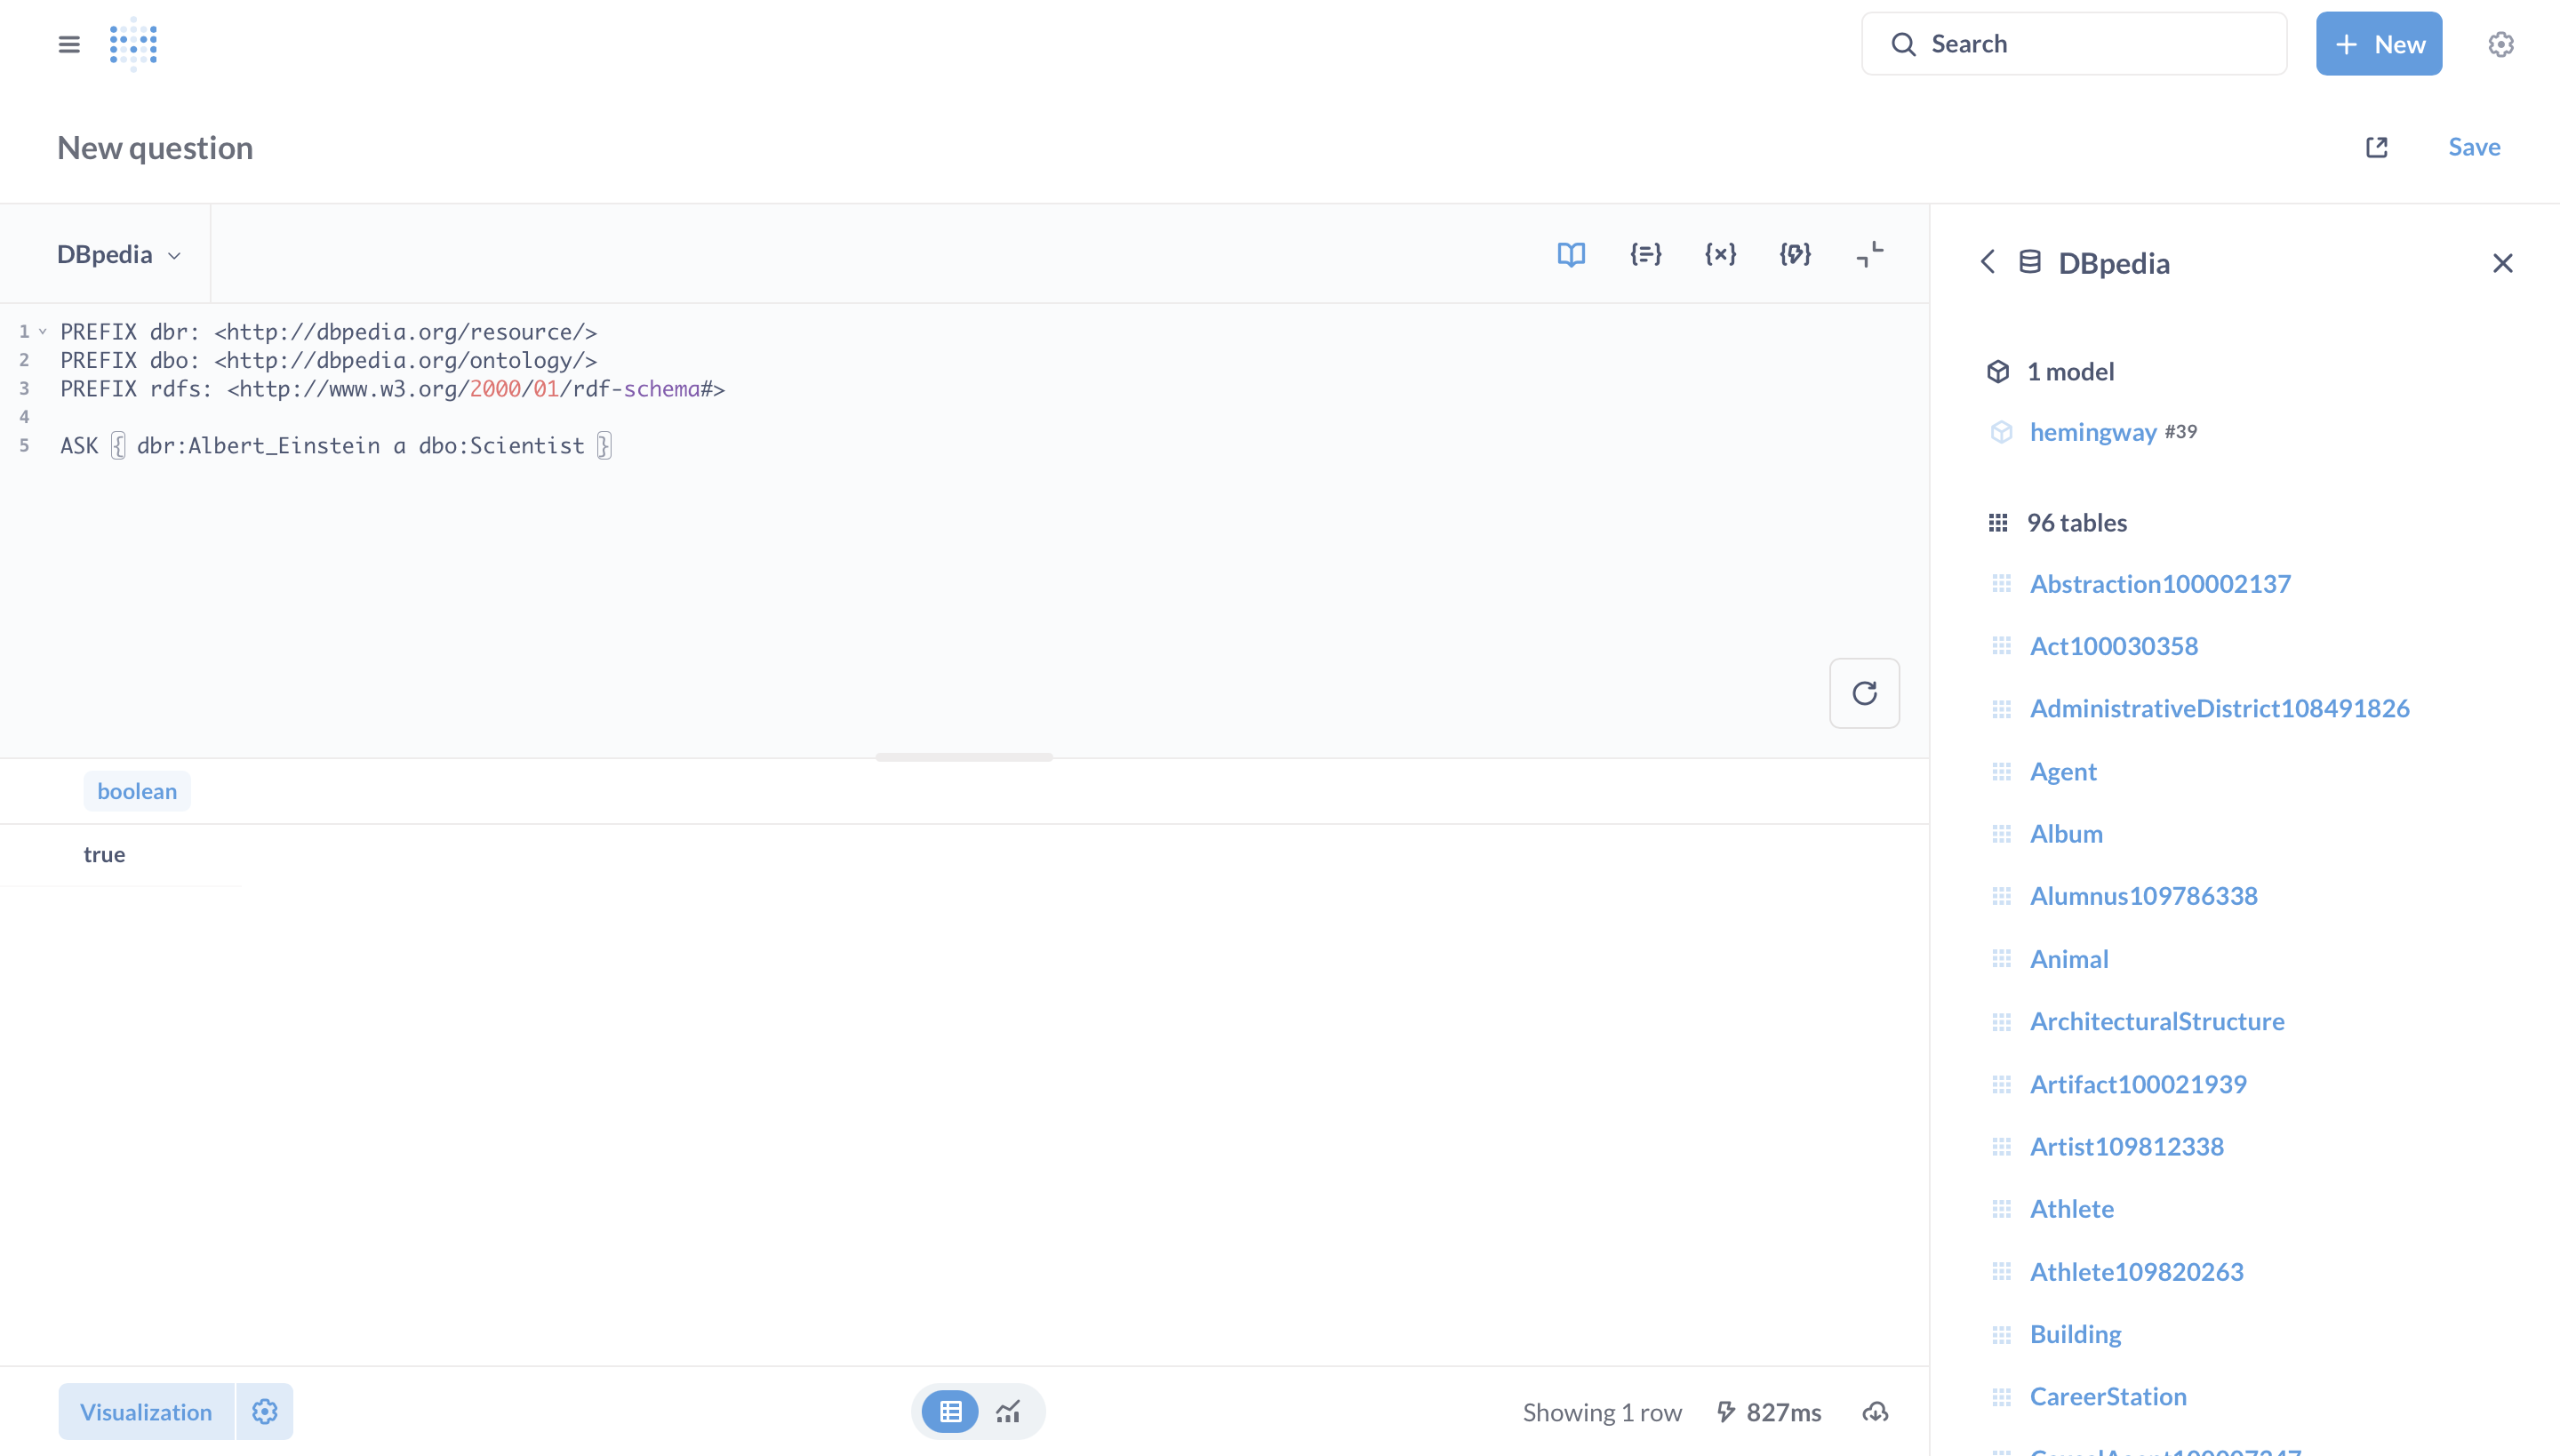 Search
New
New question
Save
DBpedia
1 PREFIX dbr: <http://dbpedia.org/resource/>
2 PREFIX dbo: <http://dbpedia.org/ontology/>
3 PREFIX rdfs: <http://www.w3.org/2000/01/rdf-schema#>
4
5 ASK { dbr:Albert_Einstein a dbo:Scientist }
boolean
true
Visualization
Showing 1 row
827ms
DBpedia
1 model
hemingway #39
96 tables
Abstraction100002137
Act100030358
AdministrativeDistrict108491826
Agent
Album
Alumnus109786338
Animal
ArchitecturalStructure
Artifact100021939
Artist109812338
Athlete
Athlete109820263
Building
CareerStation